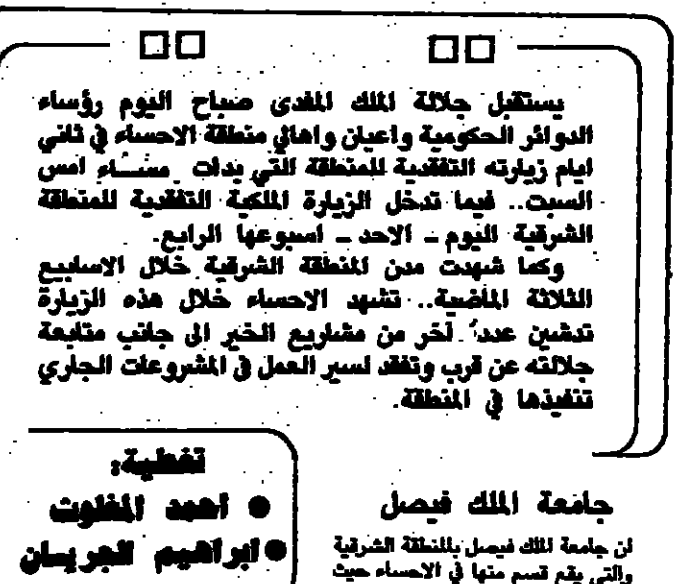 يستقبل جلالة الملك المفدى صباح اليوم رؤساء
الدوائر الحكومية واعيان واهالي منطقة الاحساء في ثاني
ايام زيارته التفقدية للمنطقة التي بدات مساء امس
السبت.. فيما تدخل الزيارة الملكية التفقدية للمنطقة
الشرقية اليوم ــ الاحد ــ اسبوعها الرابع.
وكما شهدت مدن المنطقة الشرقية خلال الاسابيع
الثلاثة الماضية.. تشهد الاحساء خلال هذه الزيارة
تدشين عدداً آخر من مشاريع الخير الى جانب متابعة
جلالته عن قرب وتفقد لسير العمل في المشروعات الجاري
تنفيذها في المنطقة.
تغطية:
● احمد المغلوث
● ابراهيم الجريسان
جامعة الملك فيصل
ان جامعة الملك فيصل بالمنطقة الشرقية
والتي يقع قسم منها في الاحساء حيث